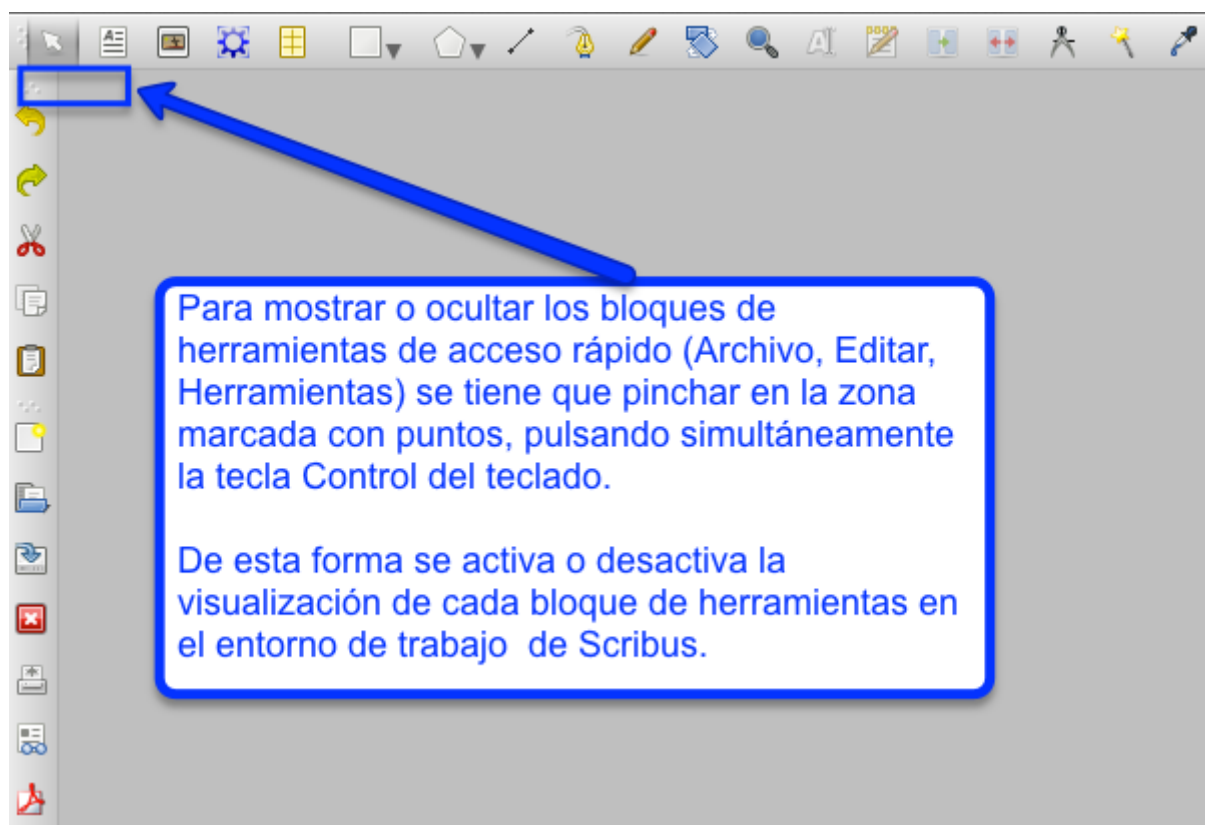 Para mostrar o ocultar los bloques de
herramientas de acceso rápido (Archivo, Editar,
Herramientas) se tiene que pinchar en la zona
marcada con puntos, pulsando simultáneamente
la tecla Control del teclado.
De esta forma se activa o desactiva la
visualización de cada bloque de herramientas en
el entorno de trabajo  de Scribus.